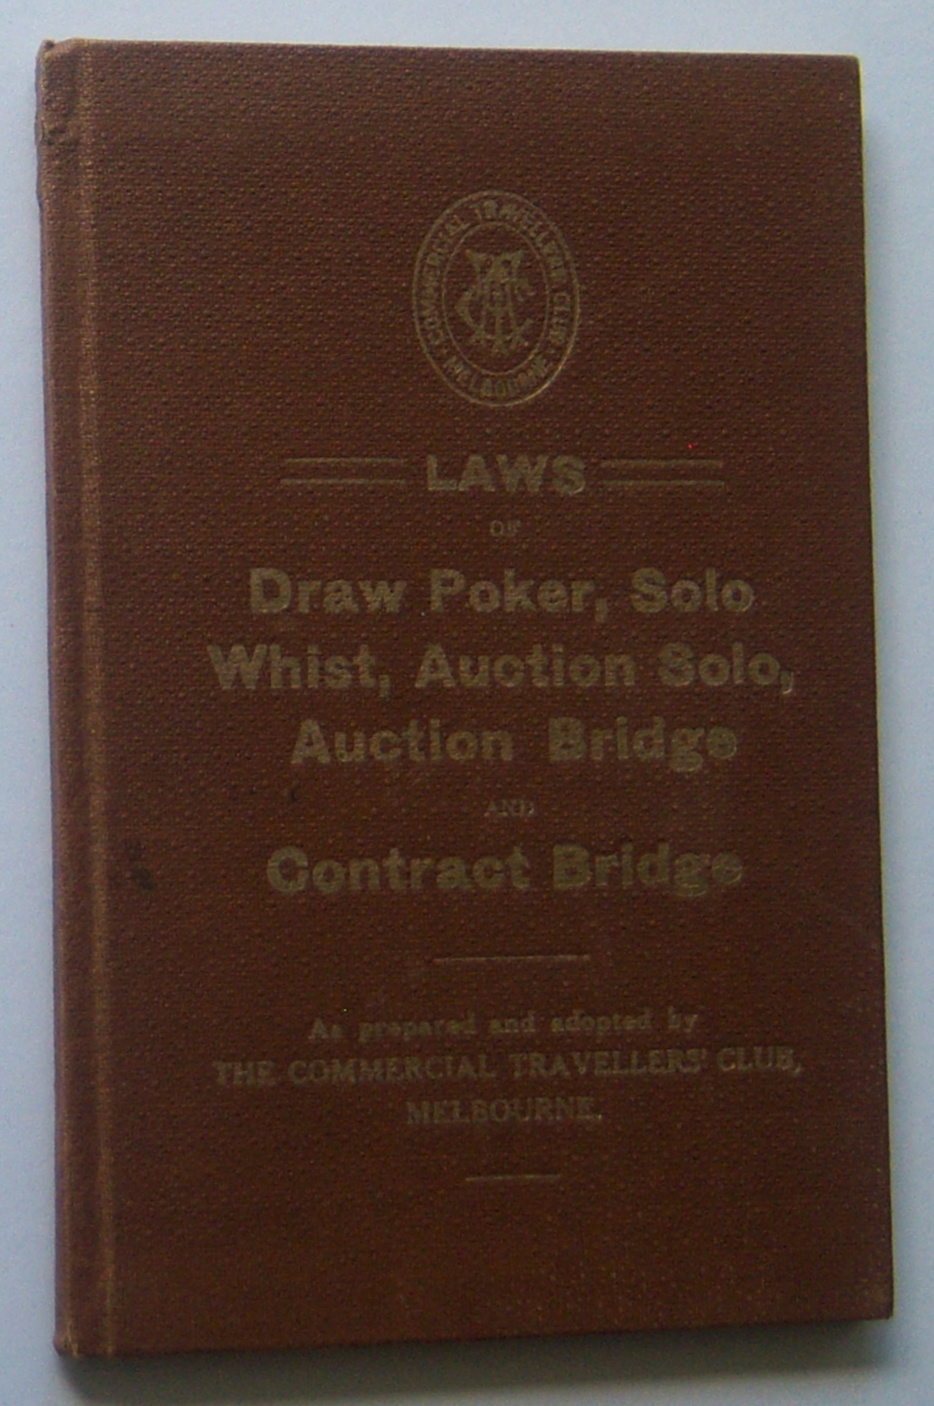 COMMERCIAL TRAVELLERS CLUB
MELBOURNE
LAWS
OF
Draw Poker, Solo
Whist, Auction Solo,
Auction Bridge
AND
Contract Bridge
As prepared and adopted by
THE COMMERCIAL TRAVELLERS' CLUB,
MELBOURNE.